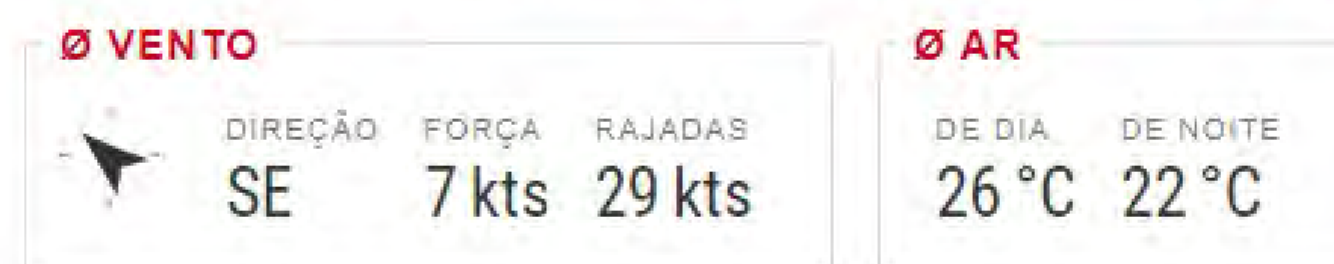 Ø VENTO
Ø AR
DIREÇÃO FORÇA RAJADAS
DE DIA DE NOITE
SE 7 kts 29 kts
26 °C 22 °C